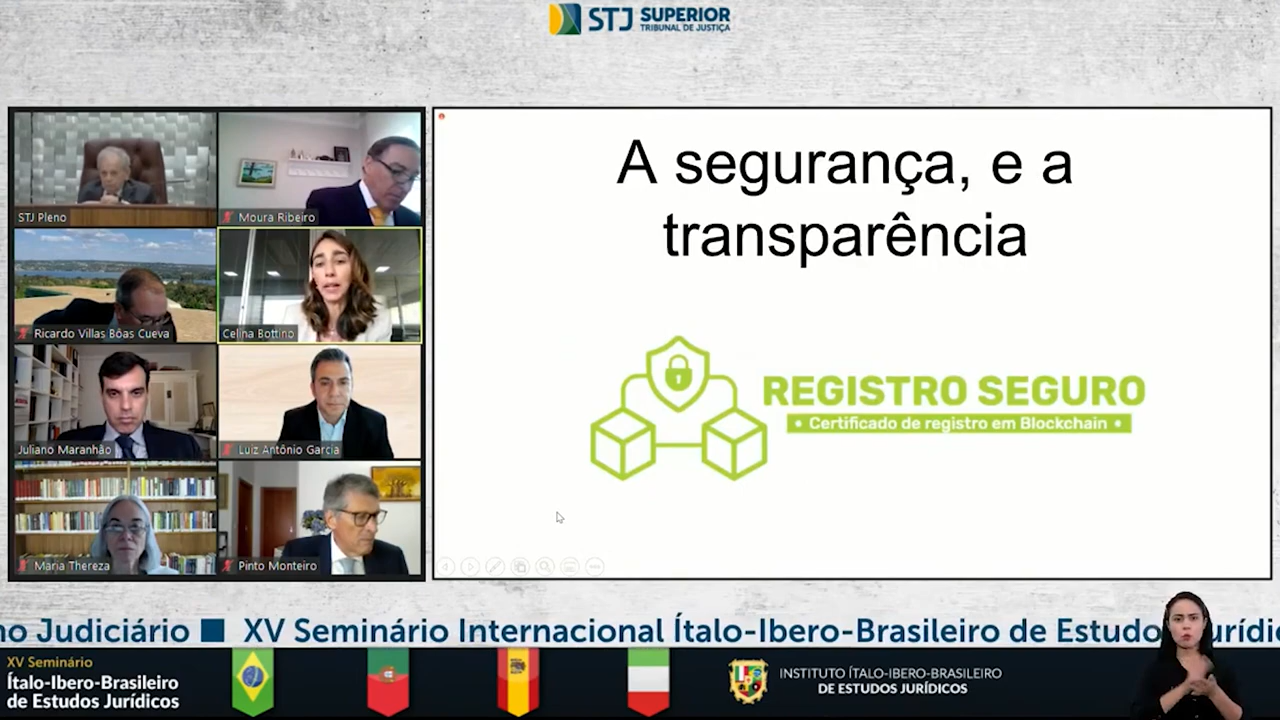 STJ SUPERIOR
TRIBUNAL DE JUSTIÇA
STJ Pleno
Moura Ribeiro
Ricardo Villas Bôas Cueva
Celina Bottino
Juliano Maranhão
Luiz Antônio Garcia
Maria Thereza
Pinto Monteiro
A segurança, e a
transparência
REGISTRO SEGURO
• Certificado de registro em Blockchain •
no Judiciário ■ XV Seminário Internacional Ítalo-Ibero-Brasileiro de Estudo urídic
XV Seminário
Ítalo-Ibero-Brasileiro
de Estudos Jurídicos
INSTITUTO ÍTALO-IBERO-BRASILEIRO
DE ESTUDOS JURÍDICOS